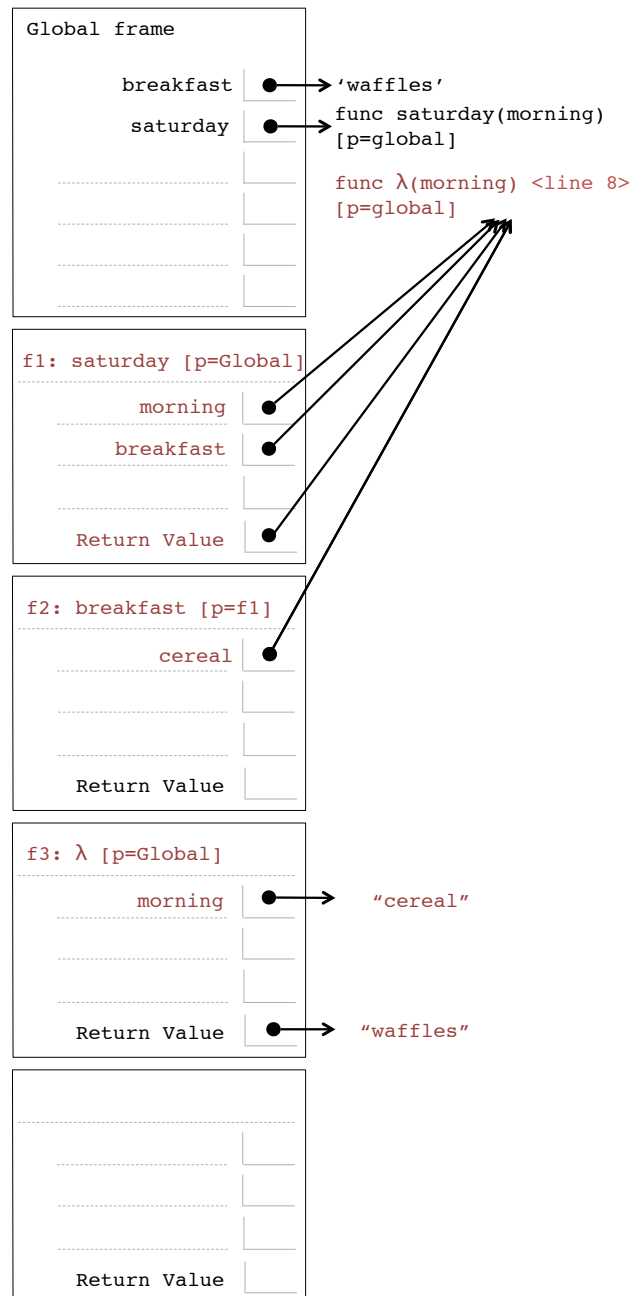 Global frame
breakfast
‘waffles’
saturday
func saturday(morning)
[p=global]
func λ(morning) <line 8>
[p=global]
f1: saturday [p=Global]
morning
breakfast
Return Value
f2: breakfast [p=f1]
cereal
Return Value
f3: λ [p=Global]
morning
“cereal”
Return Value
“waffles”
Return Value